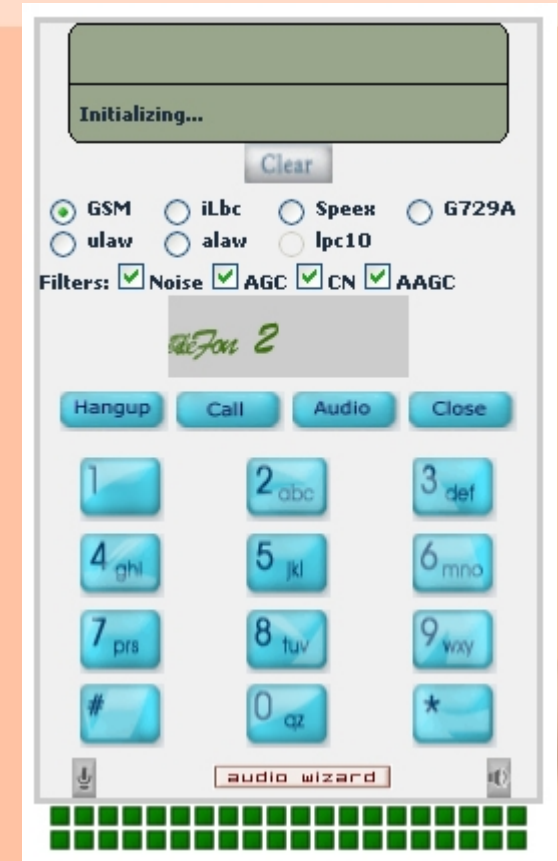 Initializing...
Clear
GSM iLbc Speex G729A
ulaw alaw lpc10
Filters: Noise AGC CN AAGC
2
Hangup Call Audio Close
1 2 abc 3 def
4 ghi 5 jkl 6 mno
7 prs 8 tuv 9 wxy
# 0 qz *
audio wizard